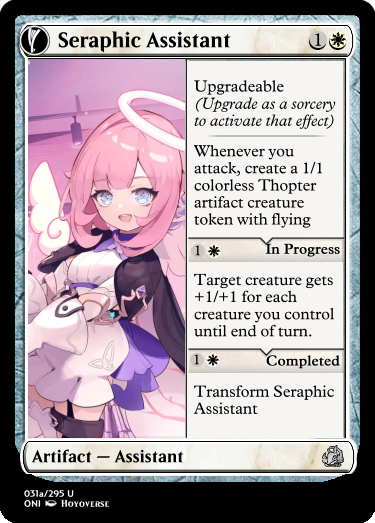 Seraphic Assistant 1
Upgradeable
(Upgrade as a sorcery
to activate that effect)
Whenever you
attack, create a 1/1
colorless Thopter
artifact creature
token with flying
1 In Progress
Target creature gets
+1/+1 for each
creature you control
until end of turn.
1 Completed
Transform Seraphic
Assistant
Artifact — Assistant
031a/295 U
ONI Hoyoverse